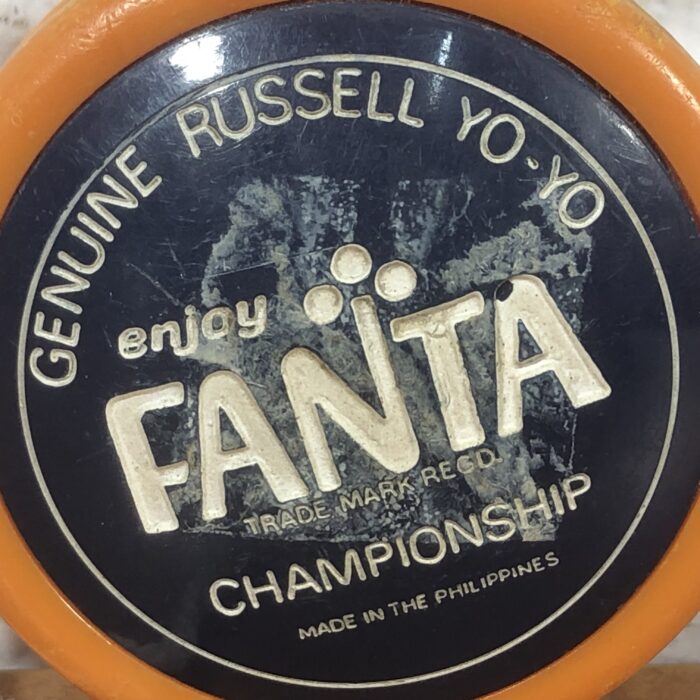 GENUINE RUSSELL YO-YO
enjoy
FANTA
TRADE MARK REGD.
CHAMPIONSHIP
MADE IN THE PHILIPPINES